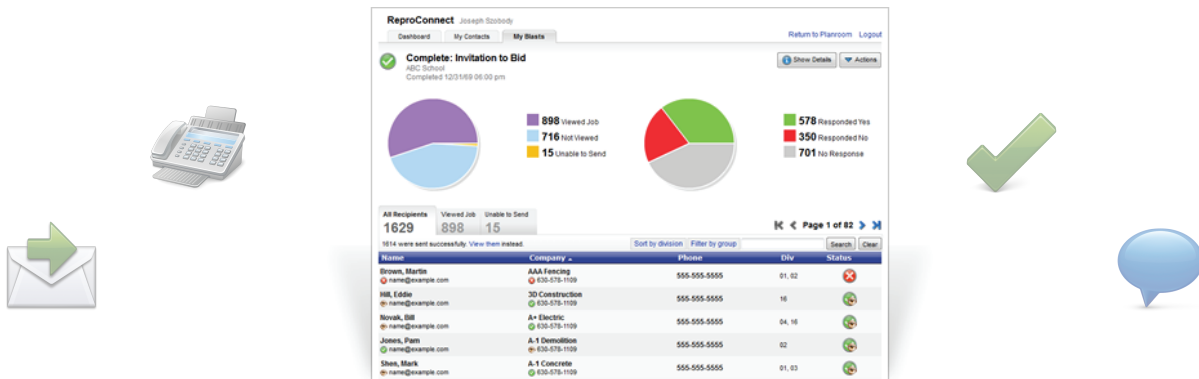 ReproConnect Joseph Szobody
Dashboard My Contacts My Blasts Return to Planroom Logout
Complete: Invitation to Bid
ABC School
Completed 12/31/69 06:00 pm
Show Details Actions
898 Viewed Job
716 Not Viewed
15 Unable to Send
578 Responded Yes
350 Responded No
701 No Response
All Recipients Viewed Job Unable to Send
1629 898 15
Page 1 of 82
1614 were sent successfully. View them instead. Sort by division Filter by group Search Clear
Name Company Phone Div Status
Brown, Martin AAA Fencing 555-555-5555 01, 02
name@example.com 630-578-1109
Hill, Eddie 3D Construction 555-555-5555 16
name@example.com 630-578-1109
Novak, Bill A+ Electric 555-555-5555 04, 16
name@example.com 630-578-1109
Jones, Pam A-1 Demolition 555-555-5555 02
name@example.com 630-578-1109
Shen, Mark A-1 Concrete 555-555-5555 01, 03
name@example.com 630-578-1109